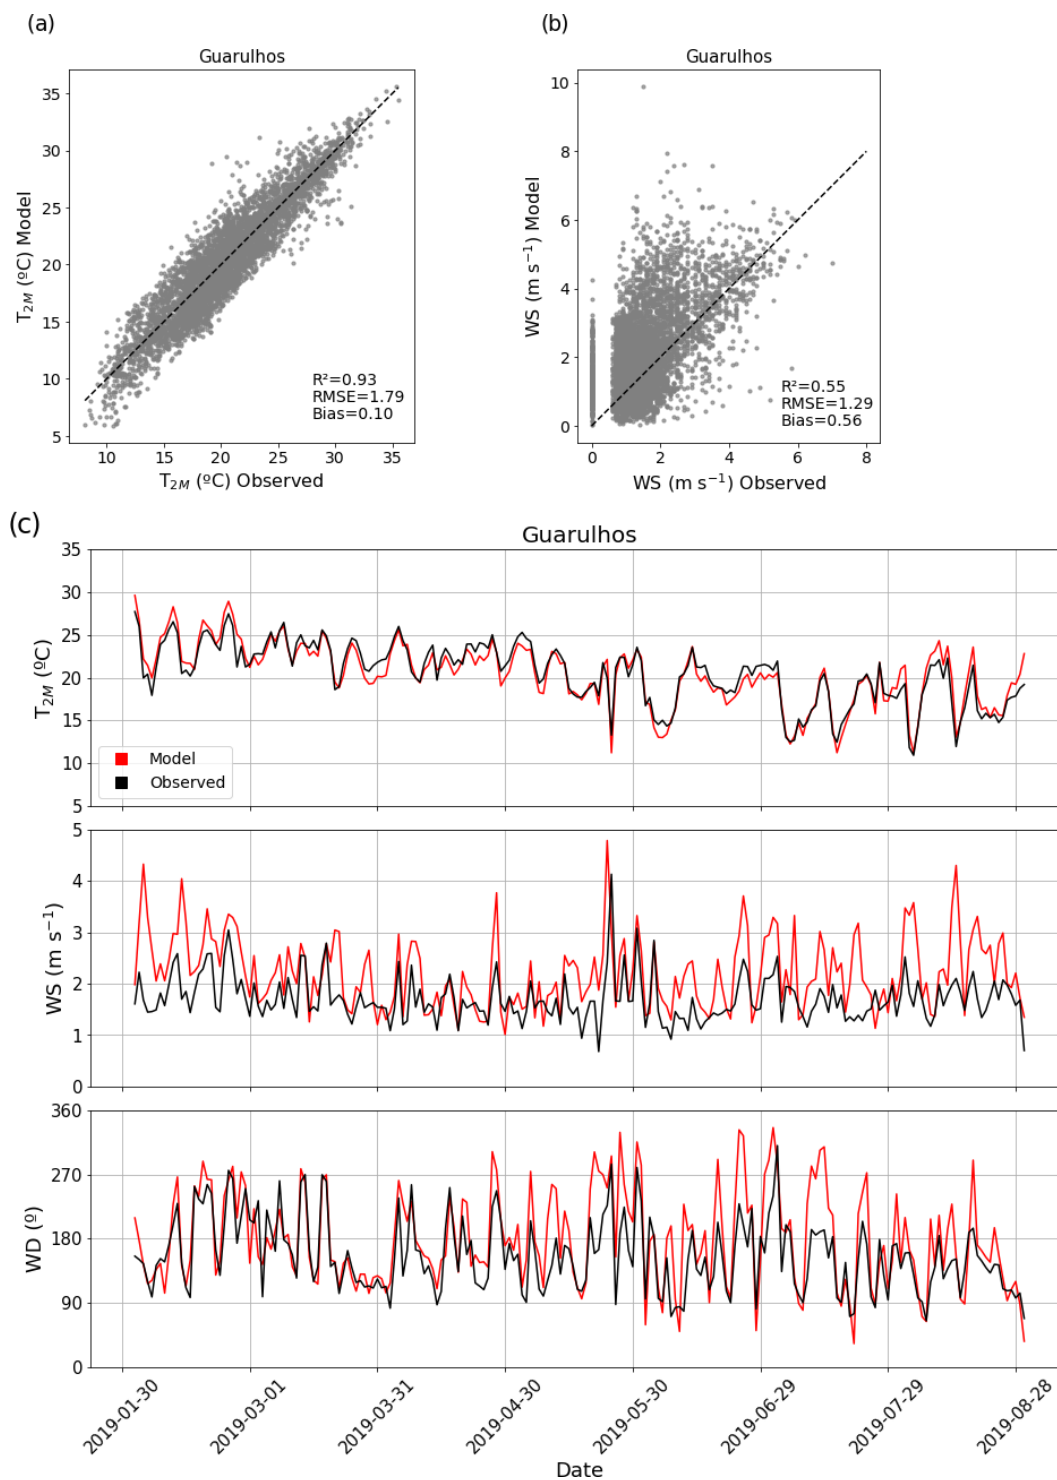 (a)
Guarulhos
T2M (ºC) Model
35
30
25
20
15
10
5
R²=0.93
RMSE=1.79
Bias=0.10
10 15 20 25 30 35
T2M (ºC) Observed
(b)
Guarulhos
WS (m s⁻¹) Model
10
8
6
4
2
0
R²=0.55
RMSE=1.29
Bias=0.56
0 2 4 6 8
WS (m s⁻¹) Observed
(c)
Guarulhos
T2M (ºC)
35
30
25
20
15
10
5
Model
Observed
WS (m s⁻¹)
5
4
3
2
1
0
WD (º)
360
270
180
90
0
2019-01-30 2019-03-01 2019-03-31 2019-04-30 2019-05-30 2019-06-29 2019-07-29 2019-08-28
Date